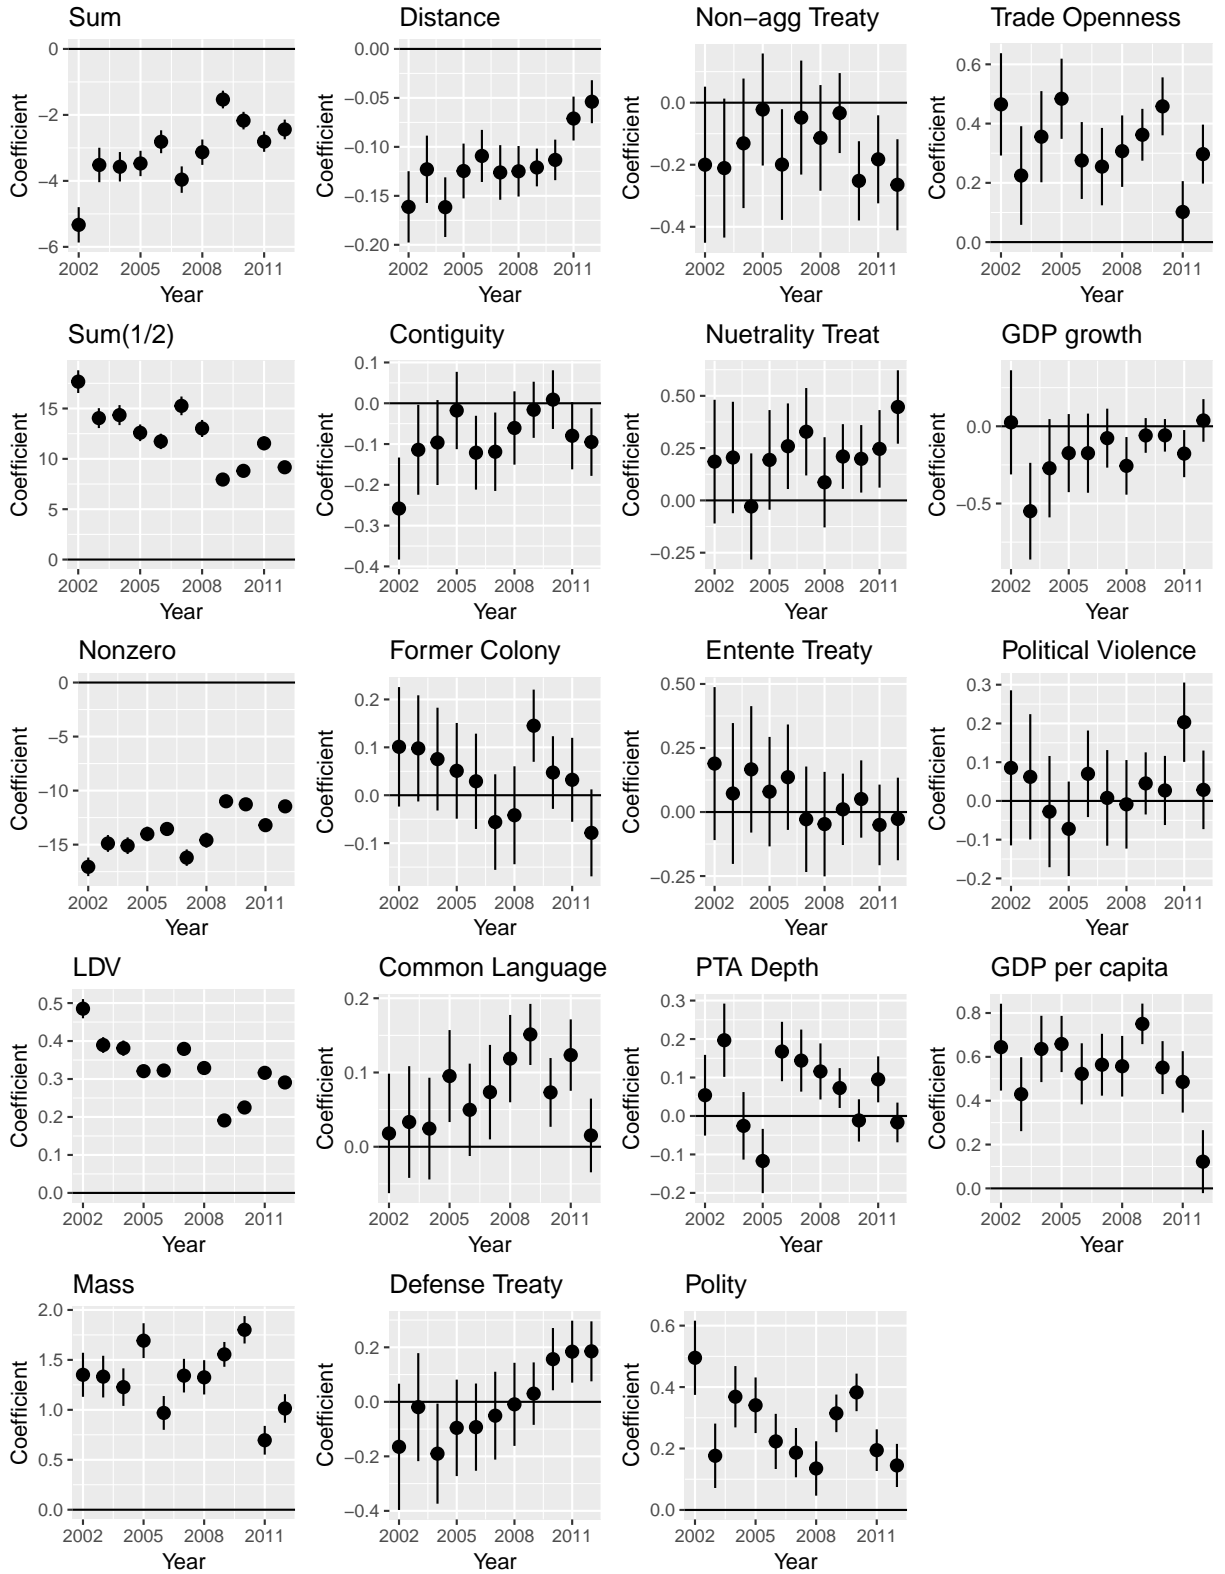 Sum
Coefficient
0
−2
−4
−6
2002 2005 2008 2011
Year
Distance
Coefficient
0.00
−0.05
−0.10
−0.15
−0.20
2002 2005 2008 2011
Year
Non−agg Treaty
Coefficient
0.0
−0.2
−0.4
2002 2005 2008 2011
Year
Trade Openness
Coefficient
0.6
0.4
0.2
0.0
2002 2005 2008 2011
Year
Sum(1/2)
Coefficient
15
10
5
0
2002 2005 2008 2011
Year
Contiguity
Coefficient
0.1
0.0
−0.1
−0.2
−0.3
−0.4
2002 2005 2008 2011
Year
Nuetrality Treat
Coefficient
0.50
0.25
0.00
−0.25
2002 2005 2008 2011
Year
GDP growth
Coefficient
0.0
−0.5
2002 2005 2008 2011
Year
Nonzero
Coefficient
0
−5
−10
−15
2002 2005 2008 2011
Year
Former Colony
Coefficient
0.2
0.1
0.0
−0.1
2002 2005 2008 2011
Year
Entente Treaty
Coefficient
0.50
0.25
0.00
−0.25
2002 2005 2008 2011
Year
Political Violence
Coefficient
0.3
0.2
0.1
0.0
−0.1
−0.2
2002 2005 2008 2011
Year
LDV
Coefficient
0.5
0.4
0.3
0.2
0.1
0.0
2002 2005 2008 2011
Year
Common Language
Coefficient
0.2
0.1
0.0
2002 2005 2008 2011
Year
PTA Depth
Coefficient
0.3
0.2
0.1
0.0
−0.1
−0.2
2002 2005 2008 2011
Year
GDP per capita
Coefficient
0.8
0.6
0.4
0.2
0.0
2002 2005 2008 2011
Year
Mass
Coefficient
2.0
1.5
1.0
0.5
0.0
2002 2005 2008 2011
Year
Defense Treaty
Coefficient
0.2
0.0
−0.2
−0.4
2002 2005 2008 2011
Year
Polity
Coefficient
0.6
0.4
0.2
0.0
2002 2005 2008 2011
Year